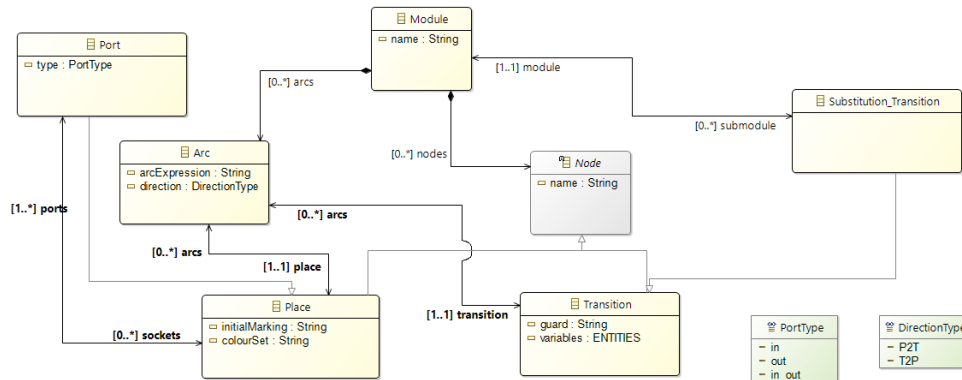 Module
name : String
Port
type : PortType
[0..*] arcs
[1..1] module
Substitution_Transition
[0..*] submodule
Arc
arcExpression : String
direction : DirectionType
[0..*] nodes
Node
name : String
[1..*] ports
[0..*] arcs
[0..*] arcs
[1..1] place
Place
initialMarking : String
colourSet : String
[0..*] sockets
[1..1] transition
Transition
guard : String
variables : ENTITIES
PortType
in
out
in_out
DirectionType
P2T
T2P